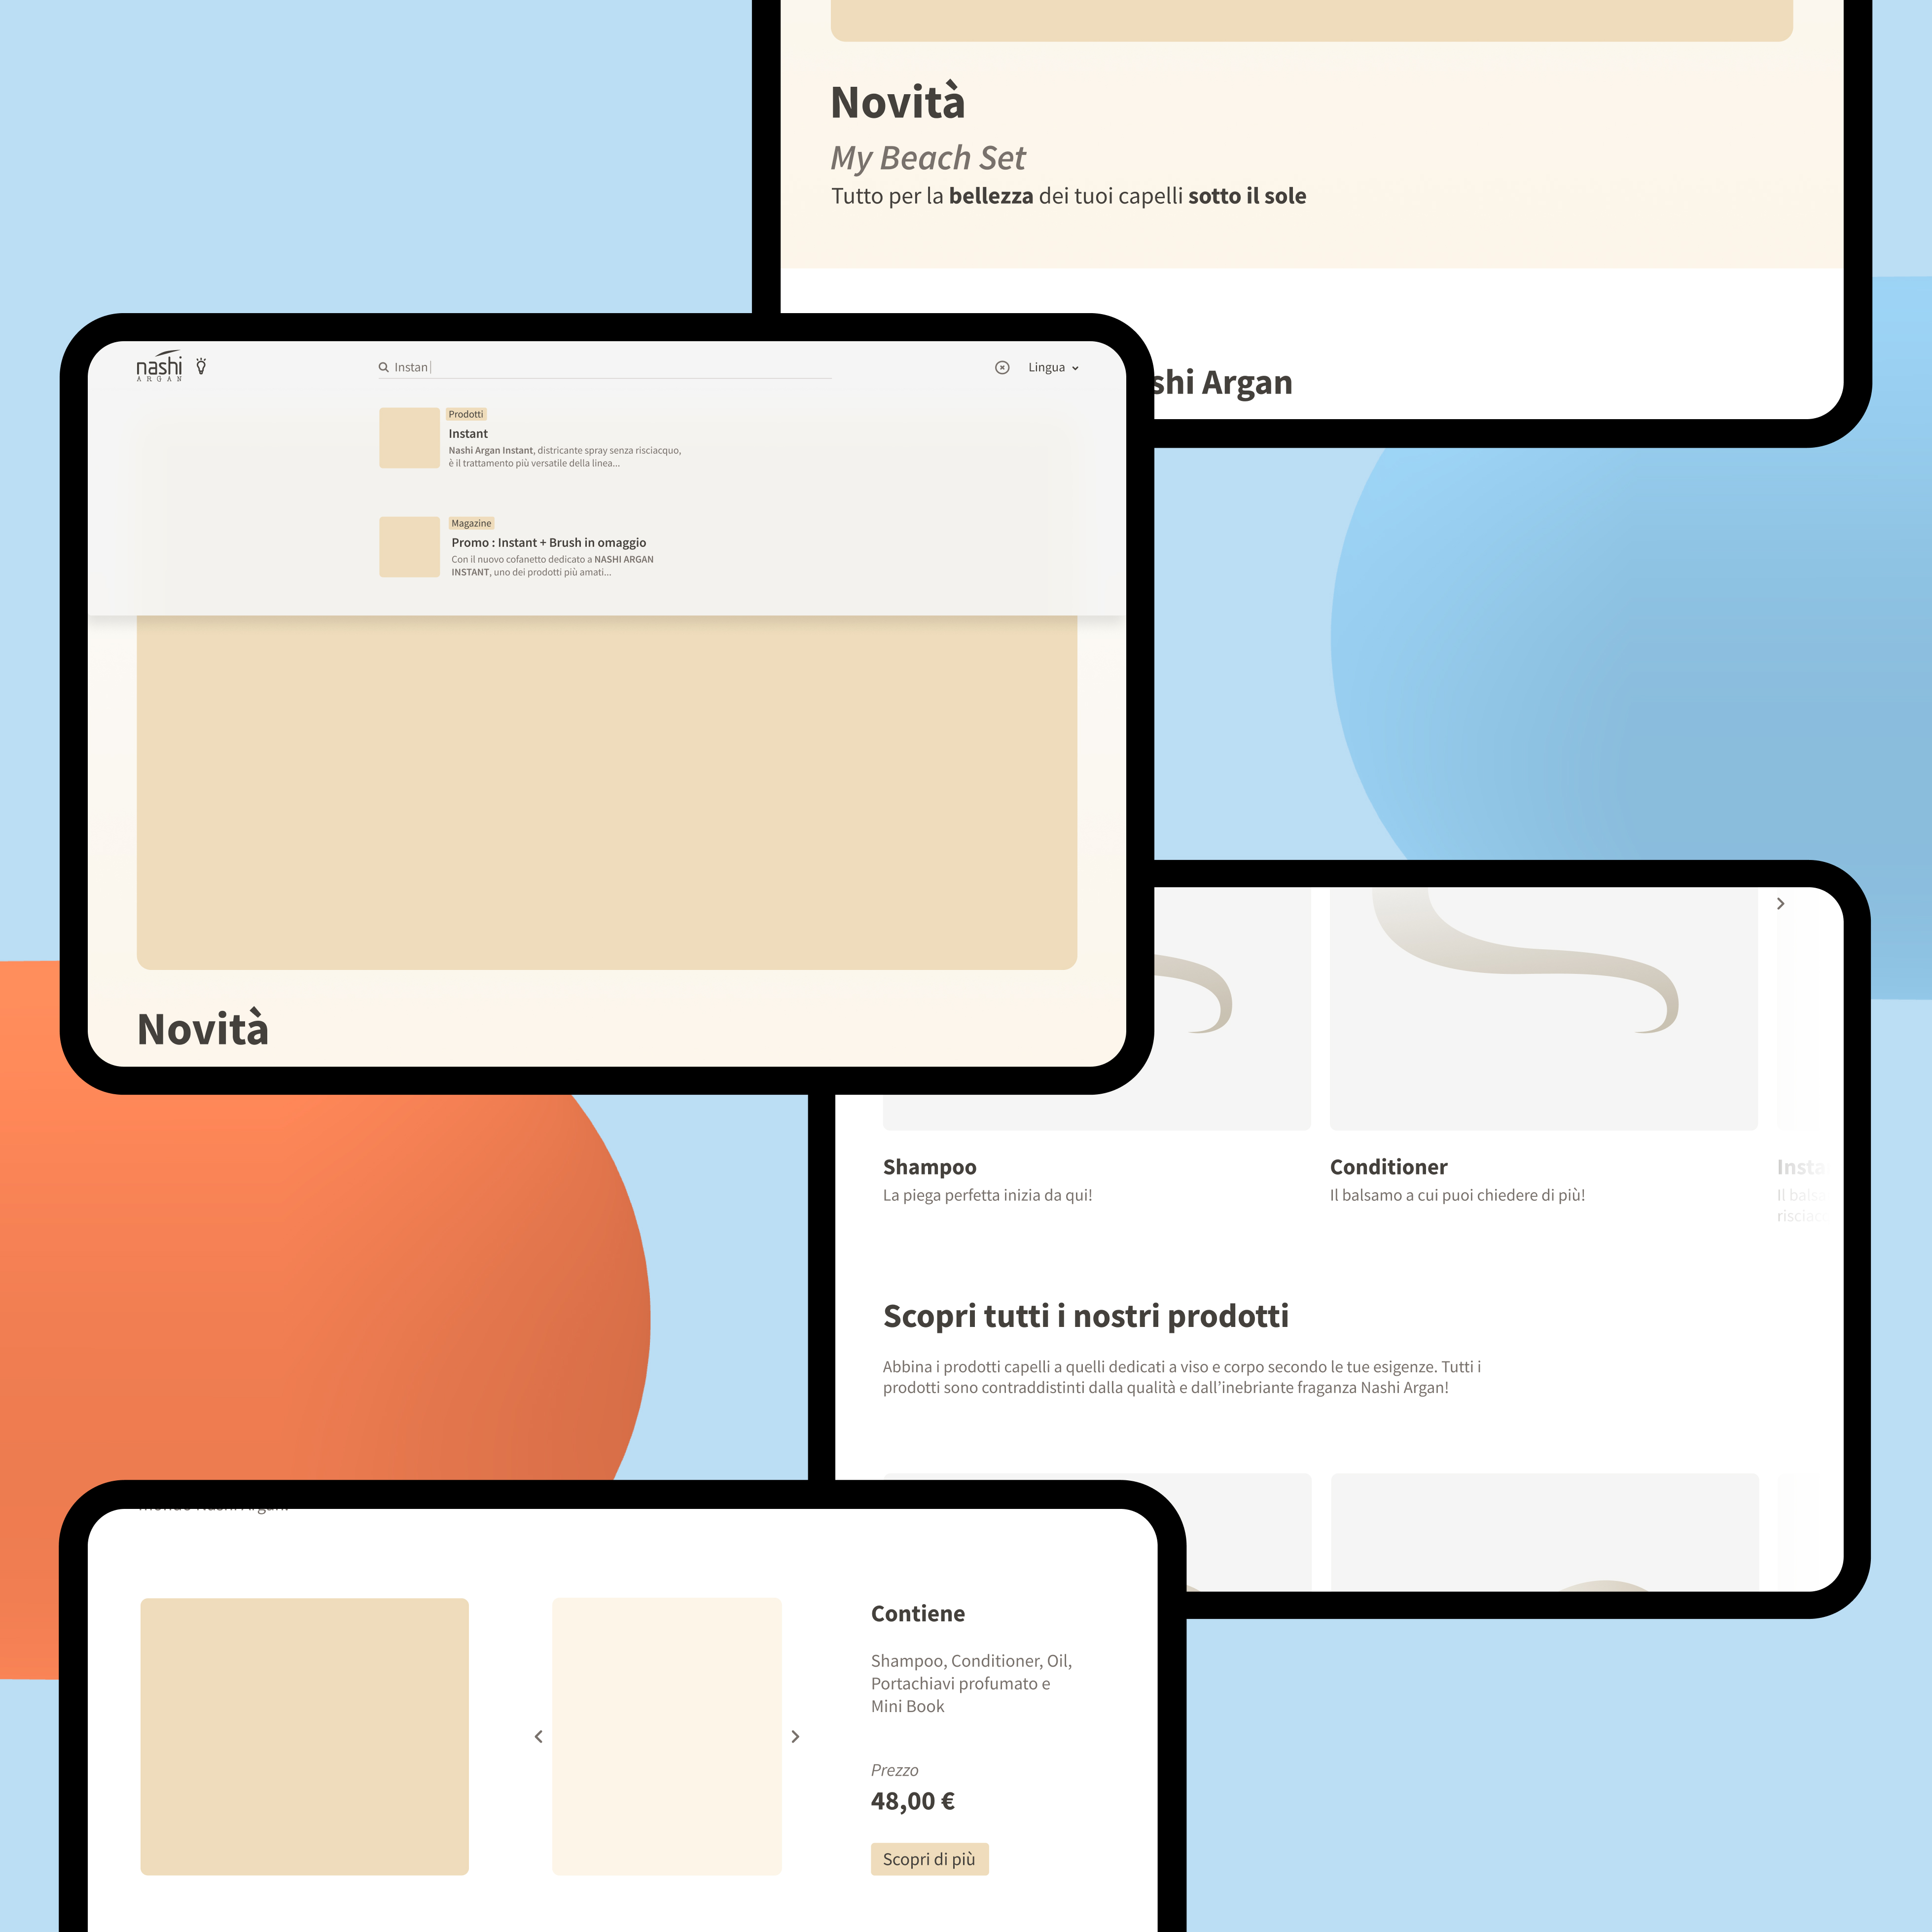 Novità
My Beach Set
Tutto per la bellezza dei tuoi capelli sotto il sole
shi Argan
nashi
ARGAN
Instan
Lingua
Prodotti
Instant
Nashi Argan Instant, districante spray senza risciacquo,
è il trattamento più versatile della linea...
Magazine
Promo : Instant + Brush in omaggio
Con il nuovo cofanetto dedicato a NASHI ARGAN
INSTANT, uno dei prodotti più amati...
Novità
Shampoo
La piega perfetta inizia da qui!
Conditioner
Il balsamo a cui puoi chiedere di più!
Insta
Il balsa
risciac
Scopri tutti i nostri prodotti
Abbina i prodotti capelli a quelli dedicati a viso e corpo secondo le tue esigenze. Tutti i
prodotti sono contraddistinti dalla qualità e dall’inebriante fraganza Nashi Argan!
Contiene
Shampoo, Conditioner, Oil,
Portachiavi profumato e
Mini Book
Prezzo
48,00 €
Scopri di più